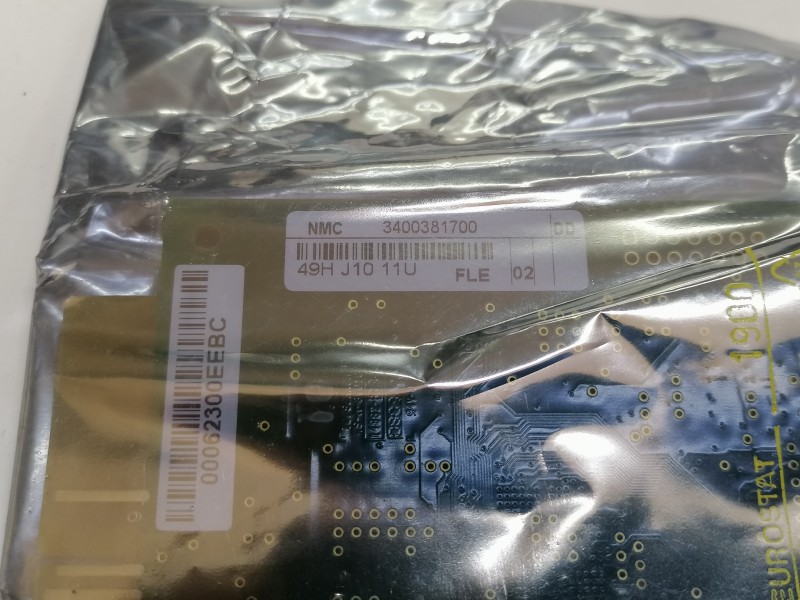 NMC 3400381700 DD
49H J10 11U FLE 02
00062300EEBC
1900/
EUROSTAT